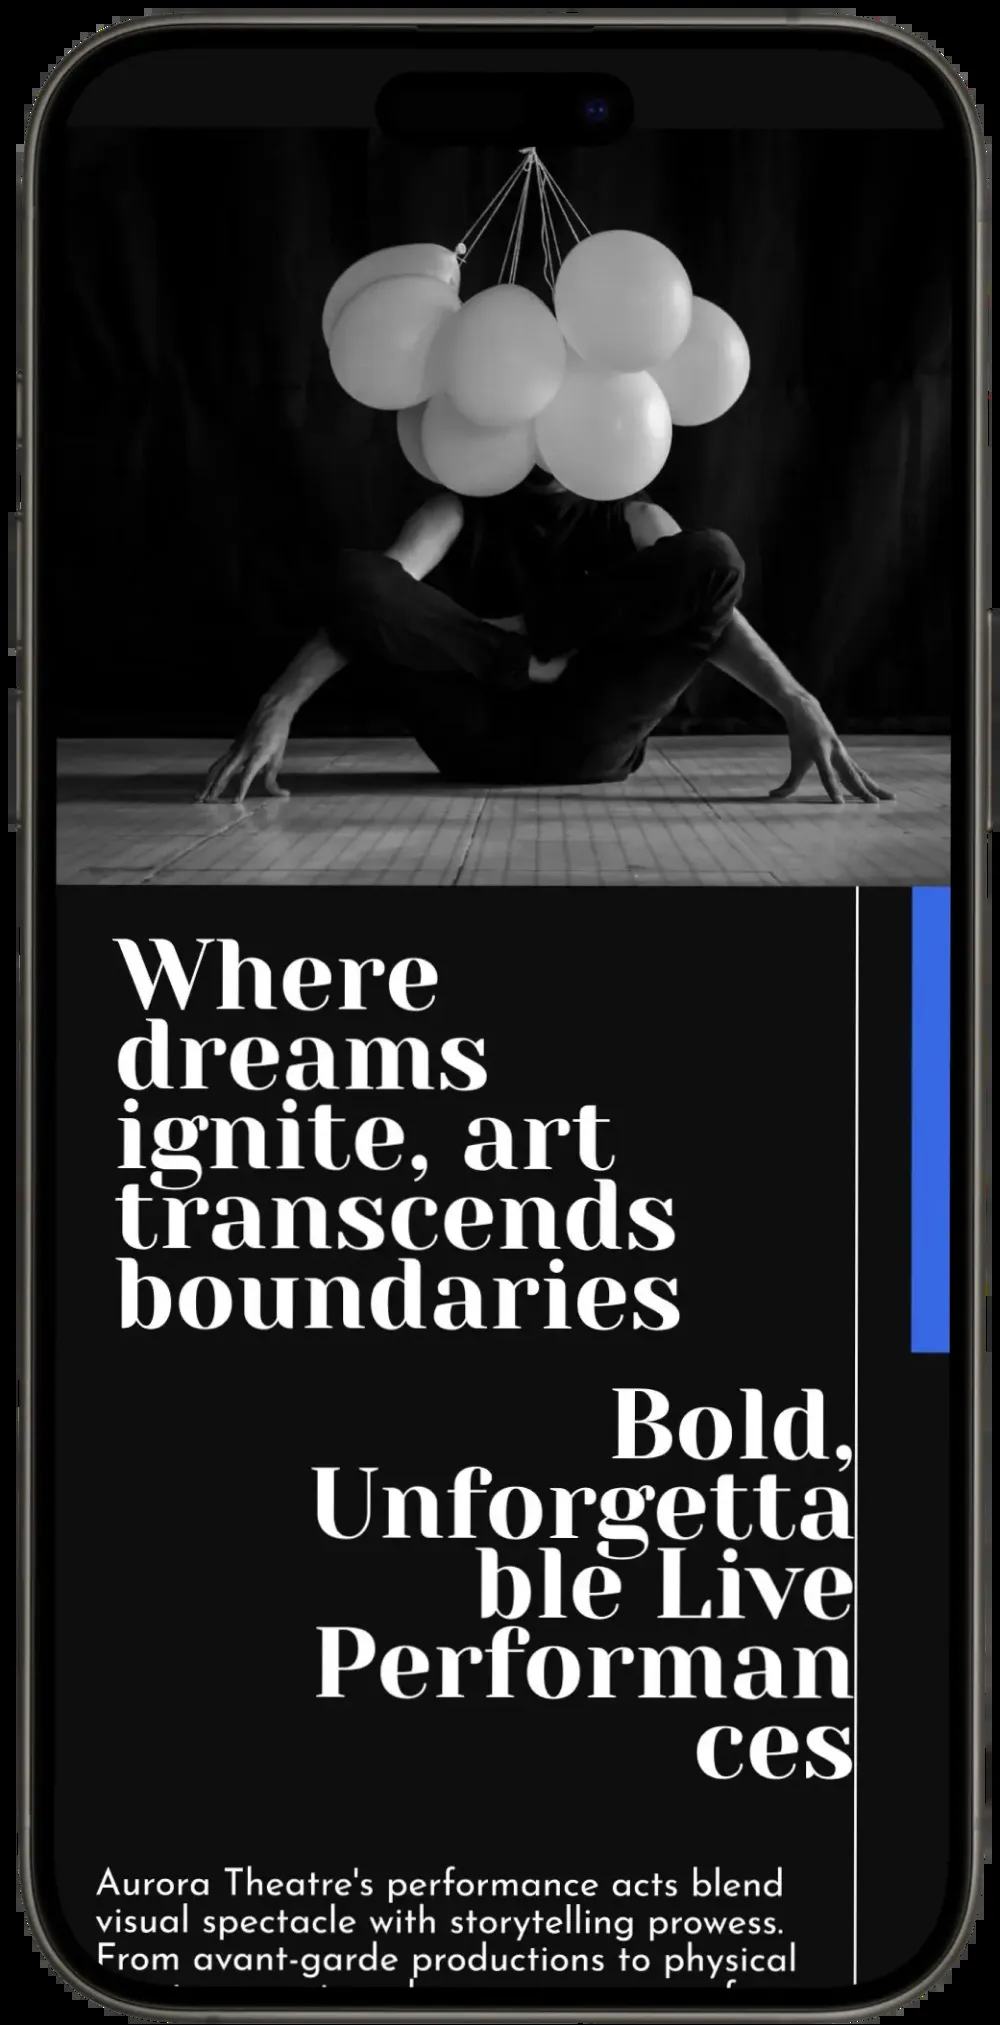 Where
dreams
ignite, art
transcends
boundaries
Bold,
Unforgetta
ble Live
Performan
ces
Aurora Theatre's performance acts blend
visual spectacle with storytelling prowess.
From avant-garde productions to physical